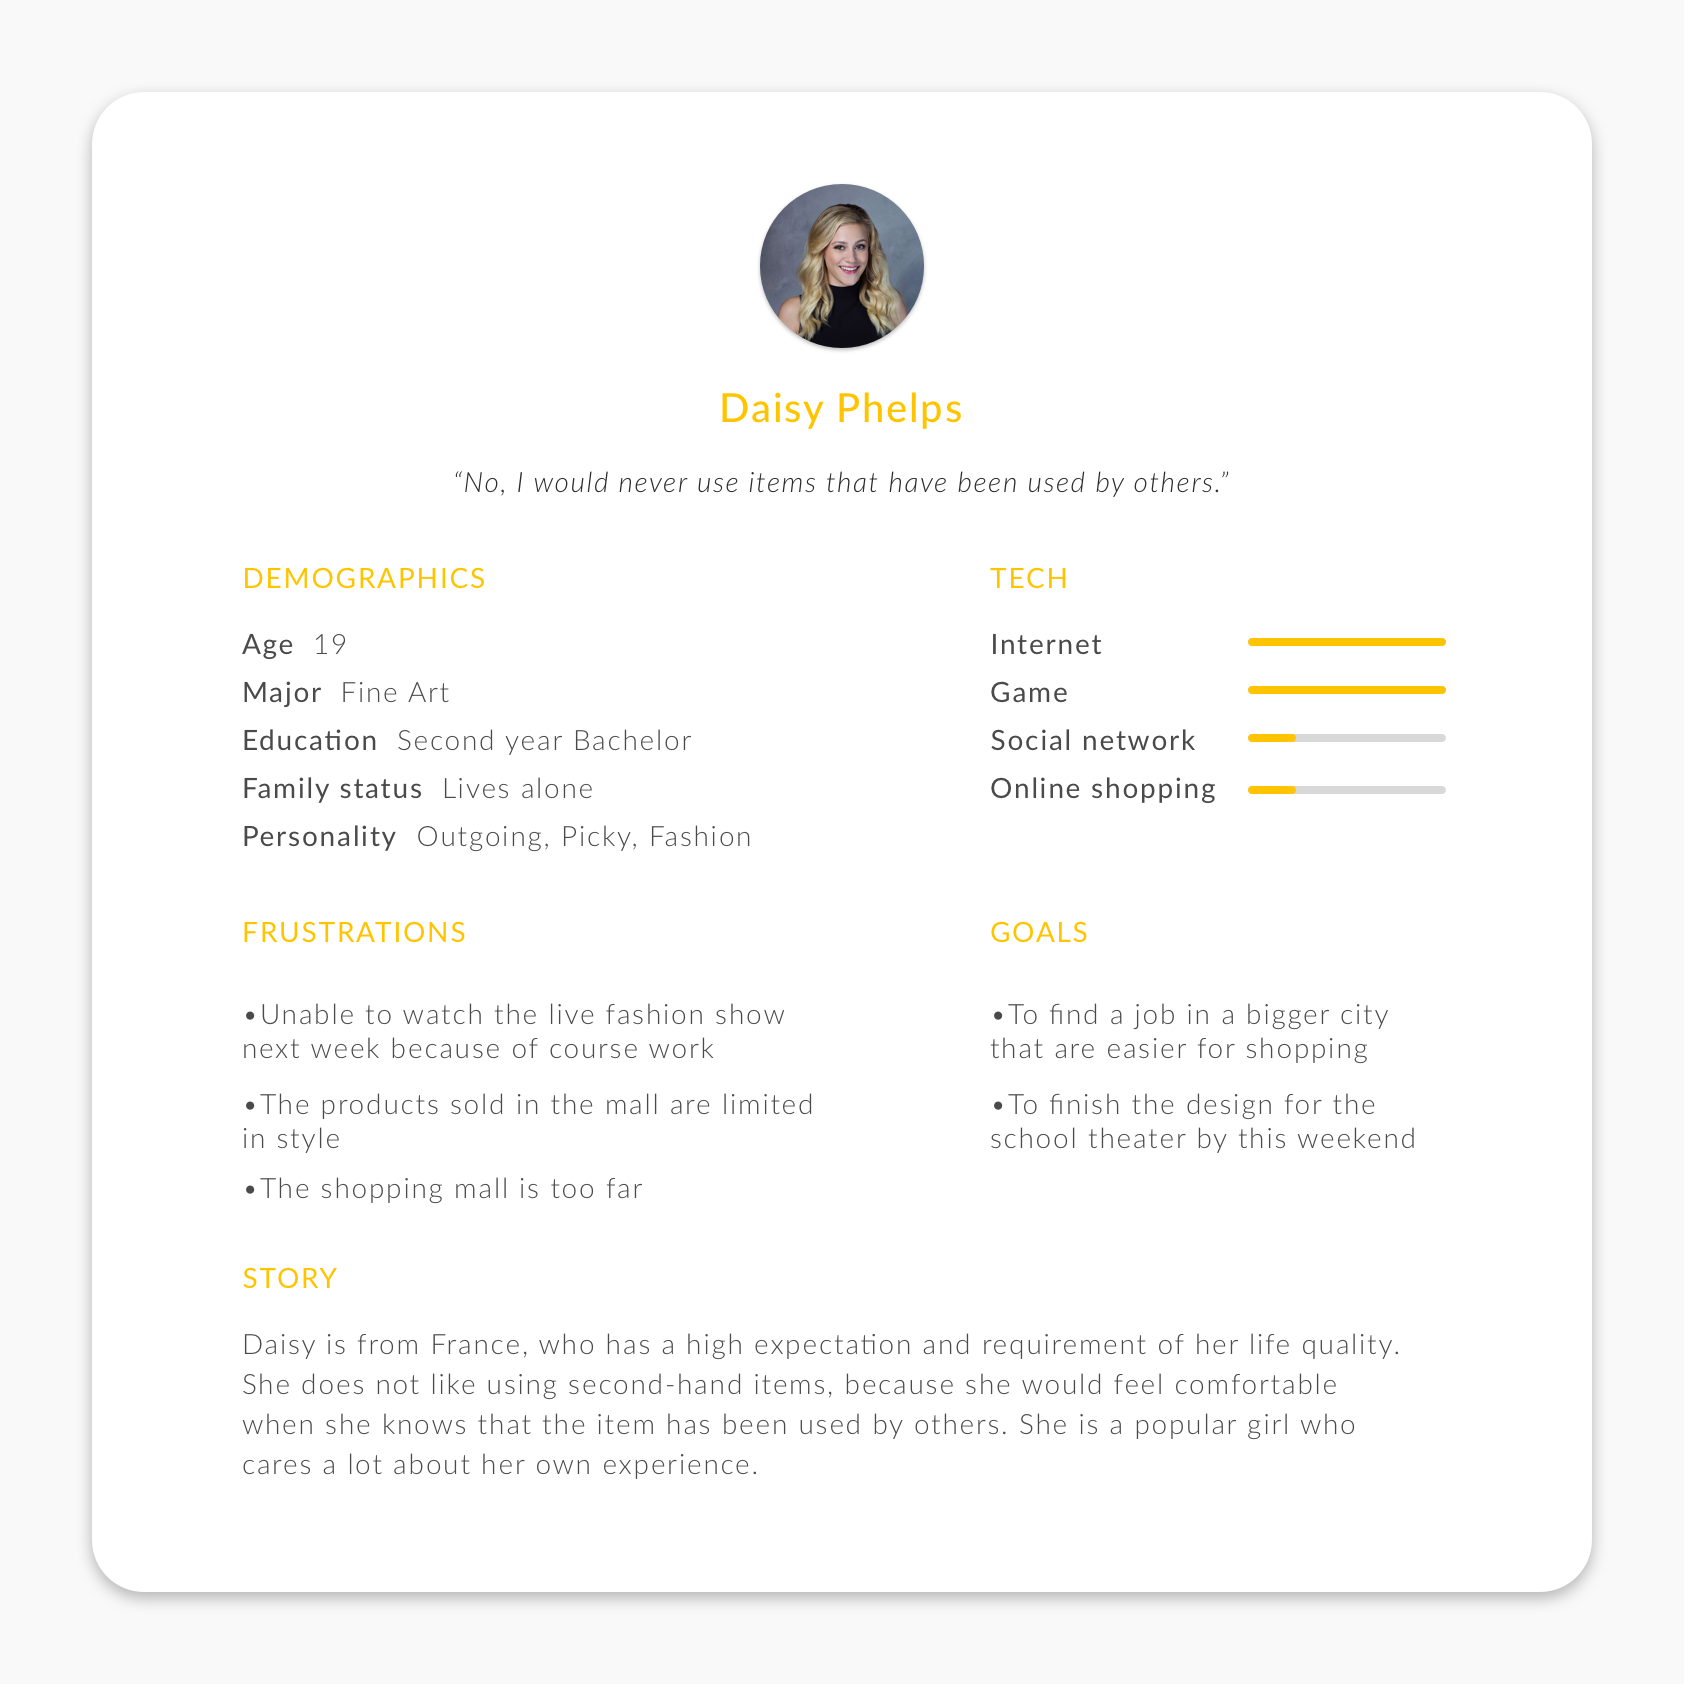 Daisy Phelps
“No, I would never use items that have been used by others.”
DEMOGRAPHICS
Age 19
Major Fine Art
Education Second year Bachelor
Family status Lives alone
Personality Outgoing, Picky, Fashion
TECH
Internet
Game
Social network
Online shopping
FRUSTRATIONS
•Unable to watch the live fashion show
next week because of course work
•The products sold in the mall are limited
in style
•The shopping mall is too far
GOALS
•To find a job in a bigger city
that are easier for shopping
•To finish the design for the
school theater by this weekend
STORY
Daisy is from France, who has a high expectation and requirement of her life quality.
She does not like using second-hand items, because she would feel comfortable
when she knows that the item has been used by others. She is a popular girl who
cares a lot about her own experience.